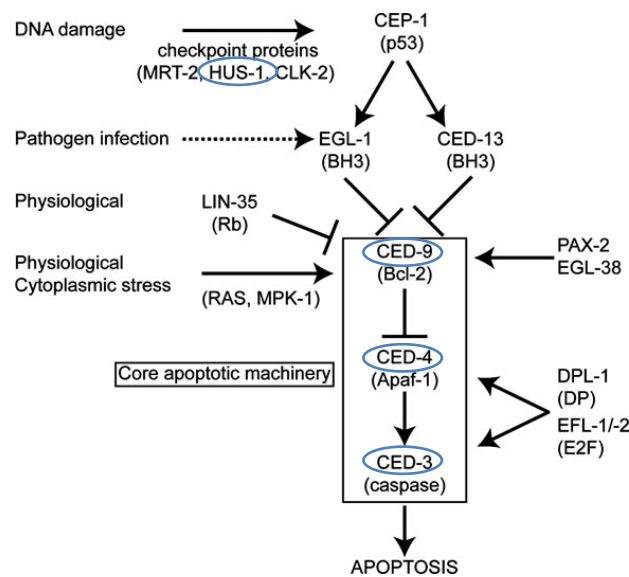 DNA damage
checkpoint proteins
(MRT-2, HUS-1, CLK-2)
CEP-1
(p53)
Pathogen infection
EGL-1
(BH3)
CED-13
(BH3)
Physiological
LIN-35
(Rb)
Physiological
Cytoplasmic stress
(RAS, MPK-1)
CED-9
(Bcl-2)
PAX-2
EGL-38
Core apoptotic machinery
CED-4
(Apaf-1)
DPL-1
(DP)
EFL-1/-2
(E2F)
CED-3
(caspase)
APOPTOSIS